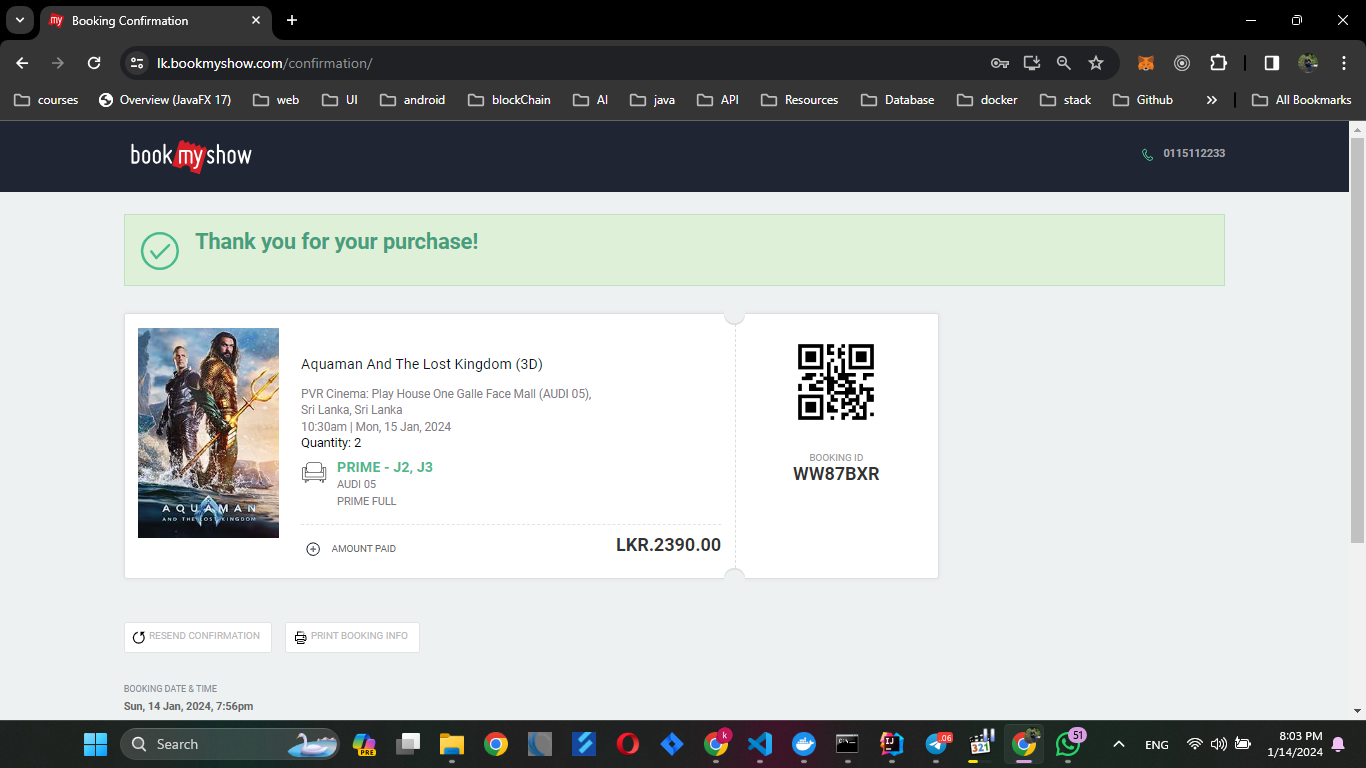 my Booking Confirmation
lk.bookmyshow.com/confirmation/
courses Overview (JavaFX 17) web UI android blockChain AI java API Resources Database docker stack Github » All Bookmarks
book my show
0115112233
Thank you for your purchase!
Aquaman And The Lost Kingdom (3D)
PVR Cinema: Play House One Galle Face Mall (AUDI 05),
Sri Lanka, Sri Lanka
10:30am | Mon, 15 Jan, 2024
Quantity: 2
PRIME - J2, J3
AUDI 05
PRIME FULL
AMOUNT PAID
LKR.2390.00
AQUAMAN
AND THE LOST KINGDOM
BOOKING ID
WW87BXR
RESEND CONFIRMATION
PRINT BOOKING INFO
BOOKING DATE & TIME
Sun, 14 Jan, 2024, 7:56pm
Search
PRE
k
.06
321
51
ENG
8:03 PM
1/14/2024